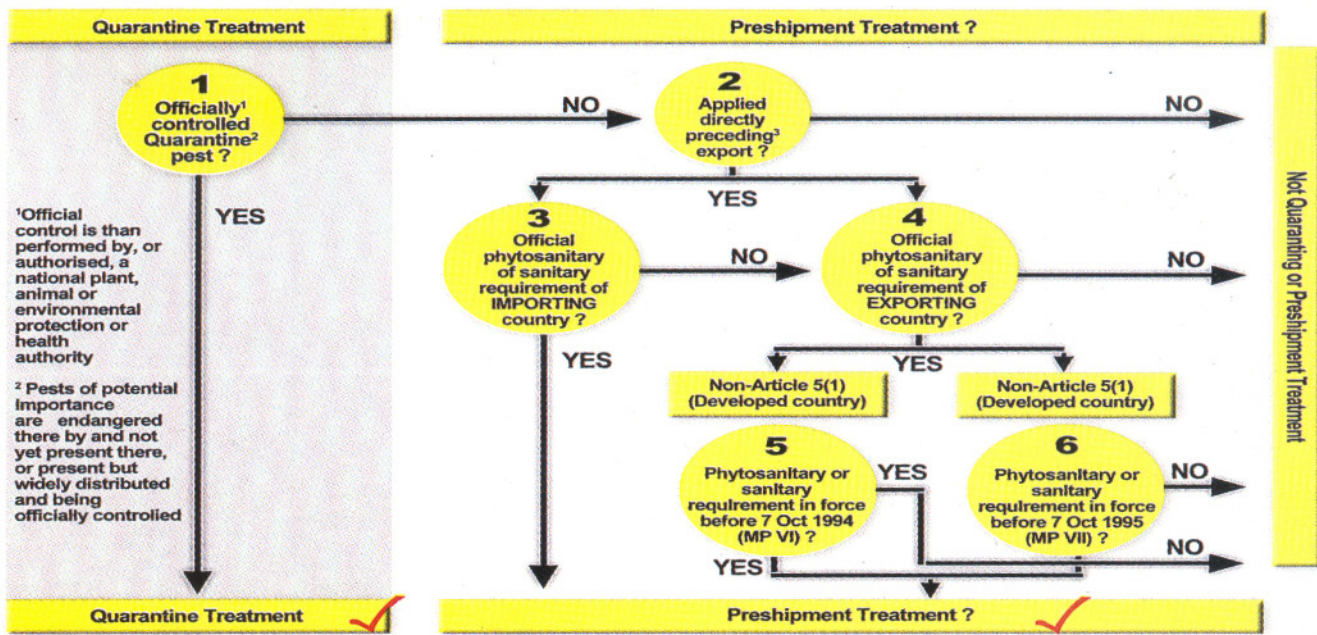 Quarantine Treatment
Preshipment Treatment ?
1
Officially¹
controlled
Quarantine²
pest ?
NO
2
Applied
directly
preceding³
export ?
NO
YES
¹Official
control is than
performed by, or
authorised, a
national plant,
animal or
environmental
protection or
health
authority
² Pests of potential
importance
are endangered
there by and not
yet present there,
or present but
widely distributed
and being
officially controlled
YES
3
Official
phytosanitary
of sanitary
requirement of
IMPORTING
country ?
NO
4
Official
phytosanitary
of sanitary
requirement of
EXPORTING
country ?
NO
YES
YES
Non-Article 5(1)
(Developed country)
Non-Article 5(1)
(Developed country)
5
Phytosanitary or
sanitary
requirement in force
before 7 Oct 1994
(MP VI) ?
YES
6
Phytosanitary or
sanitary
requirement in force
before 7 Oct 1995
(MP VII) ?
NO
NO
YES
Not Quaranting or Preshipment Treatment
Quarantine Treatment
Preshipment Treatment ?